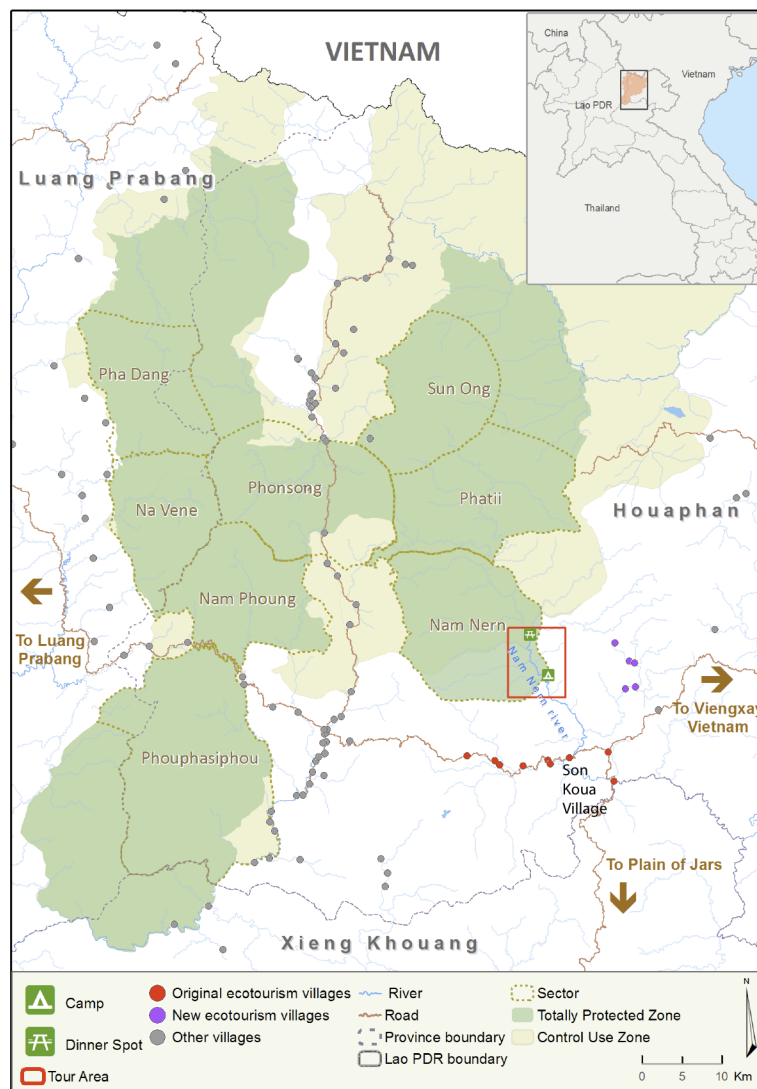 VIETNAM
China
Vietnam
Lao PDR
Thailand
Luang Prabang
Pha Dang
Sun Ong
Phonsong
Phatii
Na Vene
Houaphan
Nam Phoung
Nam Nern
To Luang
Prabang
Nam Nern river
To Viengxay
Vietnam
Phouphasiphou
Son
Koua
Village
To Plain of Jars
Xieng Khouang
Camp
Dinner Spot
Tour Area
Original ecotourism villages
New ecotourism villages
Other villages
River
Road
Province boundary
Lao PDR boundary
Sector
Totally Protected Zone
Control Use Zone
N
0 5 10 Km